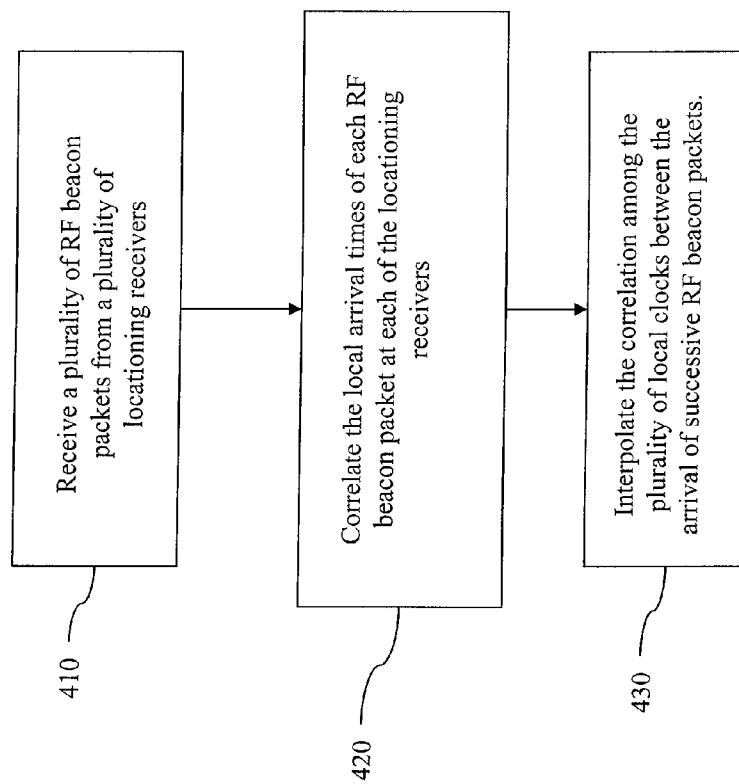 Receive a plurality of RF beacon
packets from a plurality of
locationing receivers
410
Correlate the local arrival times of each RF
beacon packet at each of the locationing
receivers
420
Interpolate the correlation among the
plurality of local clocks between the
arrival of successive RF beacon packets.
430